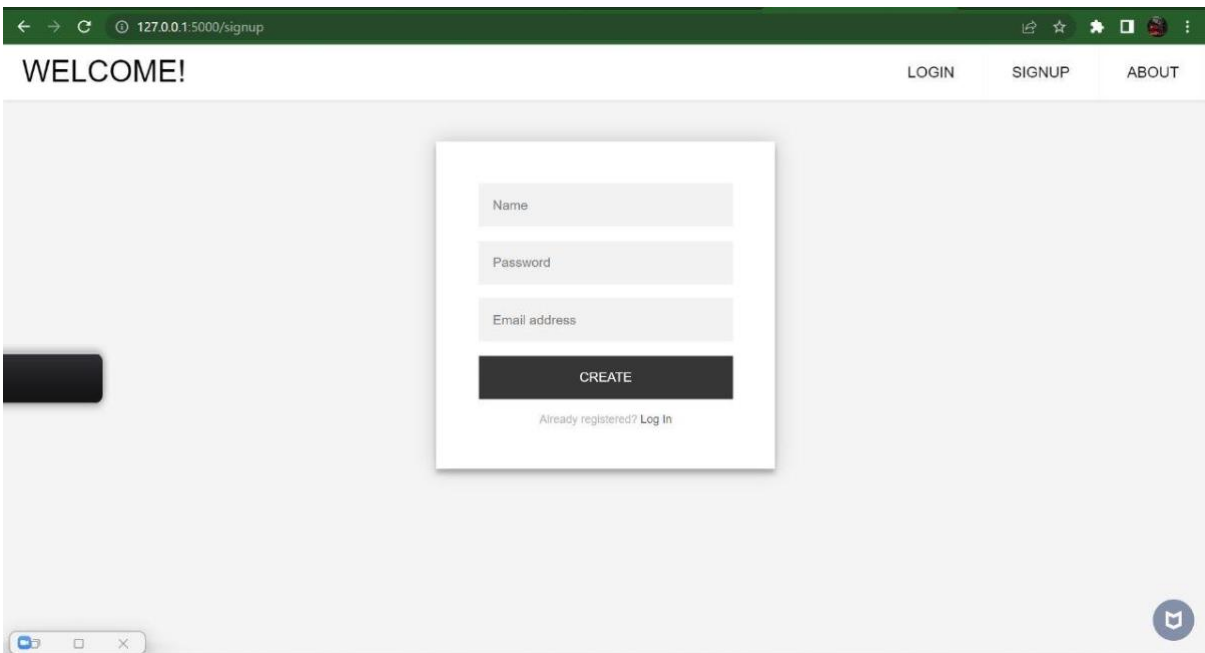 127.0.0.1:5000/signup
WELCOME!
LOGIN SIGNUP ABOUT
Name
Password
Email address
CREATE
Already registered? Log In